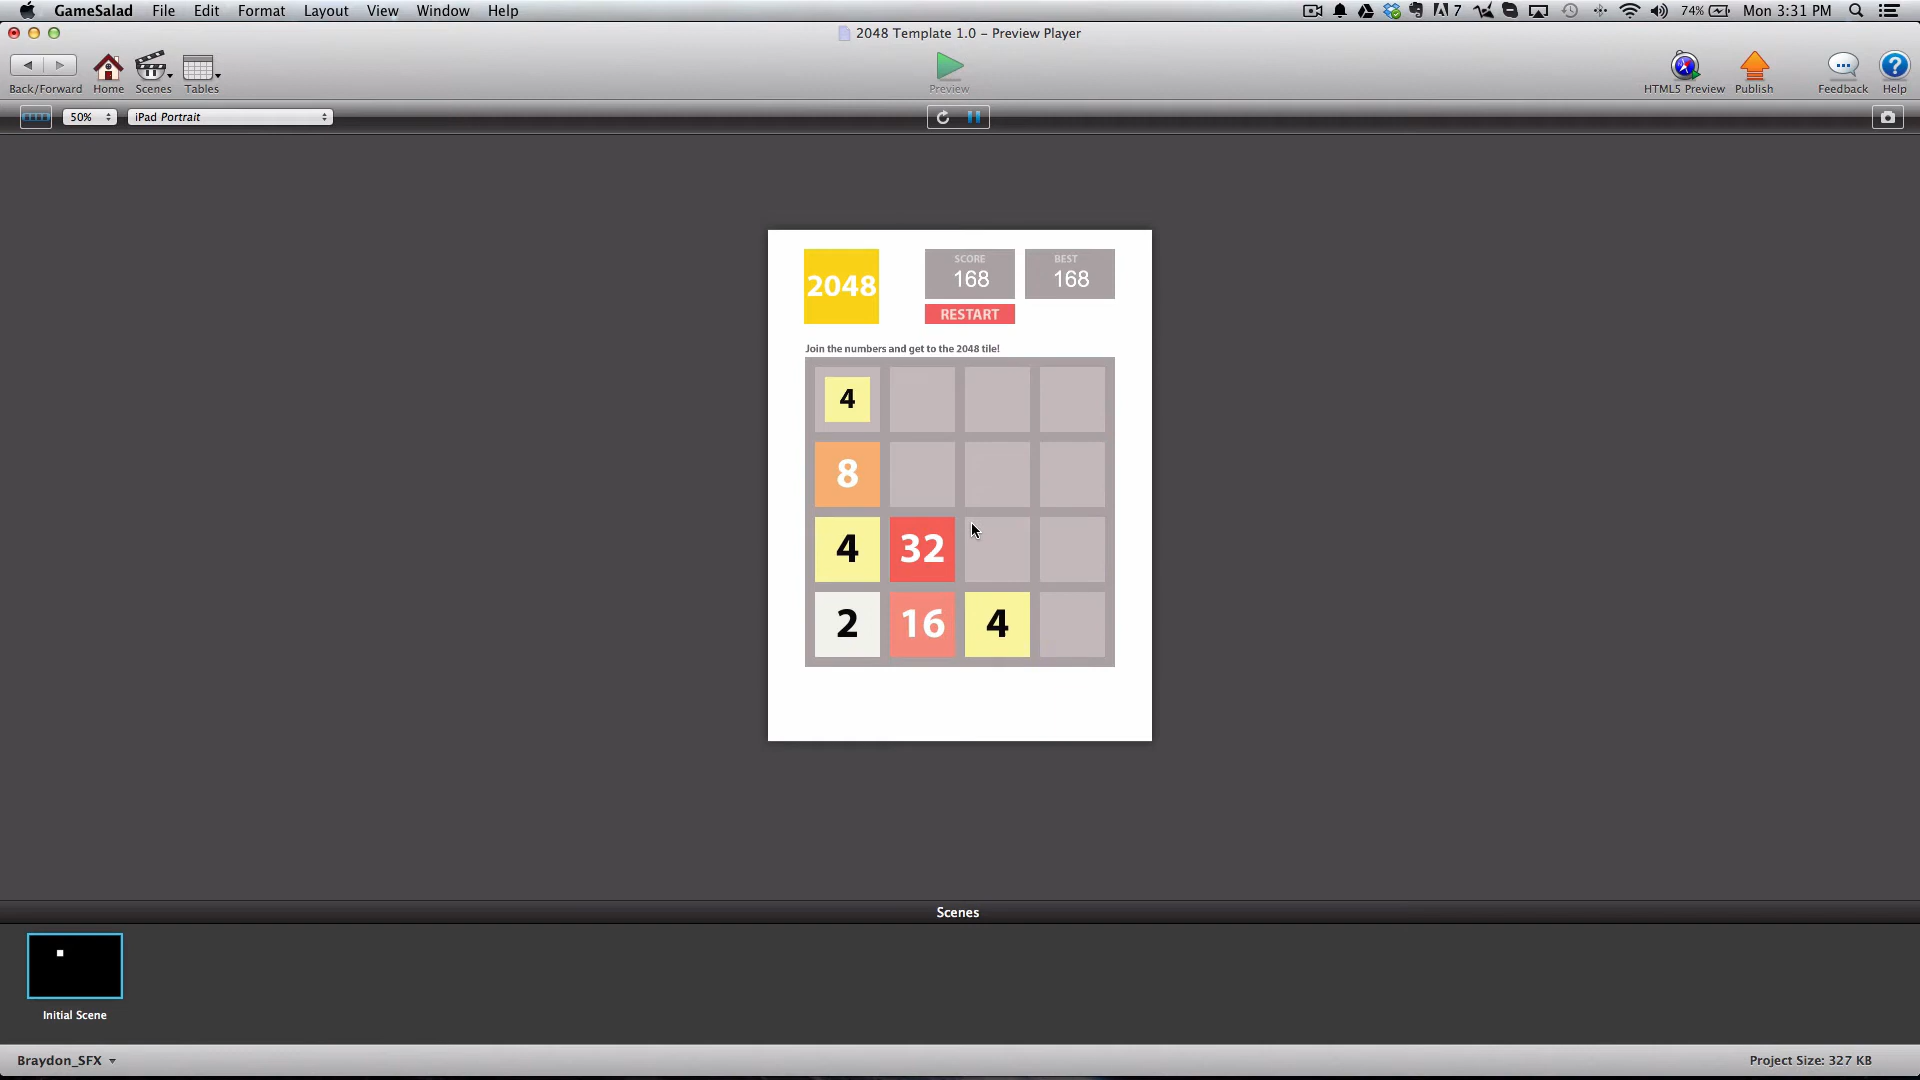 GameSalad File Edit Format Layout View Window Help 7 74% Mon 3:31 PM
2048 Template 1.0 – Preview Player
Back/Forward Home Scenes Tables Preview HTML5 Preview Publish Feedback Help
50% iPad Portrait
SCORE BEST
2048 168 168
RESTART
Join the numbers and get to the 2048 tile!
4
8
4 32
2 16 4
Scenes
Initial Scene
Braydon_SFX Project Size: 327 KB